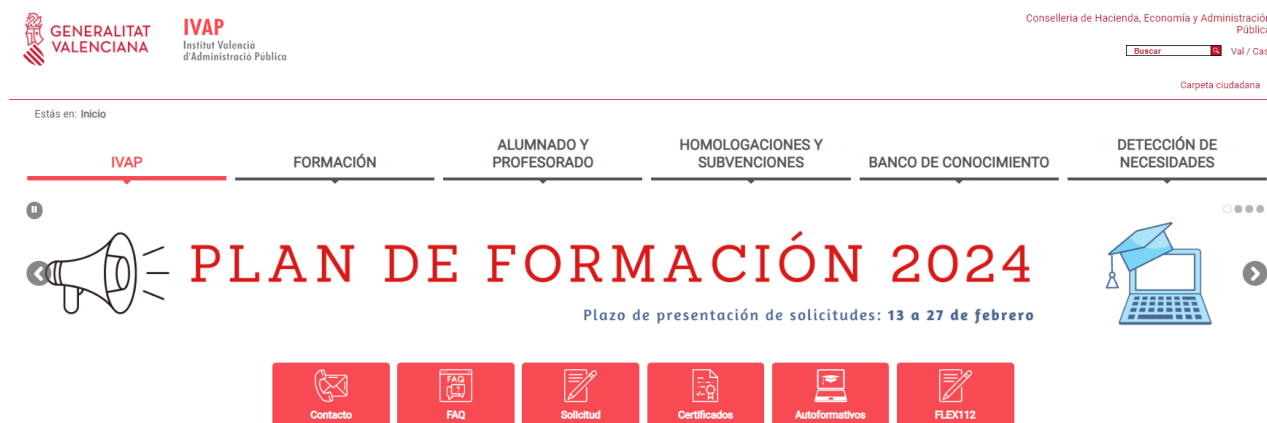 GENERALITAT
VALENCIANA
IVAP
Institut Valencià
d'Administració Pública
Conselleria de Hacienda, Economía y Administración
Pública
Buscar
Val / Cas
Carpeta ciudadana
Estás en: Inicio
IVAP
FORMACIÓN
ALUMNADO Y
PROFESORADO
HOMOLOGACIONES Y
SUBVENCIONES
BANCO DE CONOCIMIENTO
DETECCIÓN DE
NECESIDADES
PLAN DE FORMACIÓN 2024
Plazo de presentación de solicitudes: 13 a 27 de febrero
FAQ
Contacto
FAQ
Solicitud
Certificados
Autoformativos
FLEX112